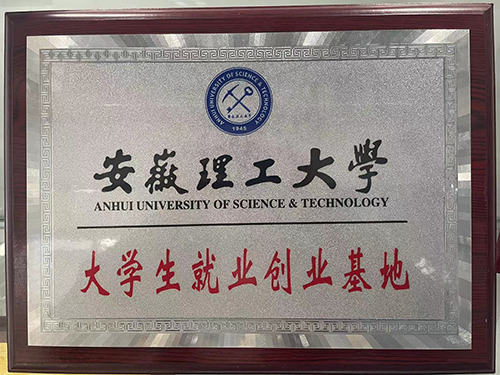 ANHUI UNIVERSITY OF SCIENCE & TECHNOLOGY
1945
安徽理工大學
ANHUI UNIVERSITY OF SCIENCE & TECHNOLOGY
大学生就业创业基地